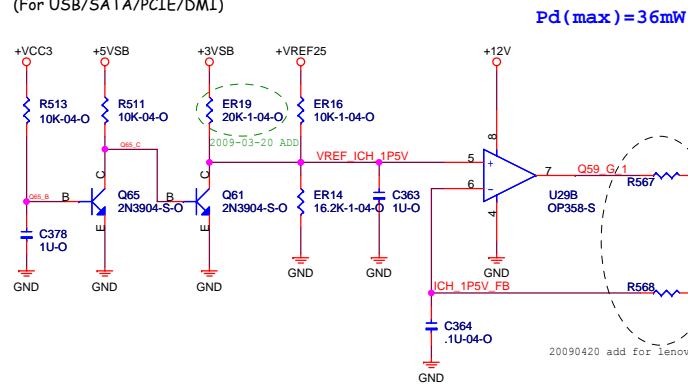 (For USB/SATA/PCIE/DMI)
Pd(max)=36mW
+VCC3
+5VSB
+3VSB
+VREF25
+12V
R513
10K-04-O
R511
10K-04-O
ER19
20K-1-04-O
ER16
10K-1-04-O
2009-03-20 ADD
Q65_C
VREF_ICH_1P5V
8
5
+
7
Q59_G_1
R567
6
-
U29B
OP358-S
4
Q65_B
B
C
E
Q65
2N3904-S-O
B
C
E
Q61
2N3904-S-O
ER14
16.2K-1-04-O
C363
1U-O
C378
1U-O
GND
GND
GND
GND
GND
GND
ICH_1P5V_FB
R568
C364
.1U-04-O
20090420 add for lenov
GND